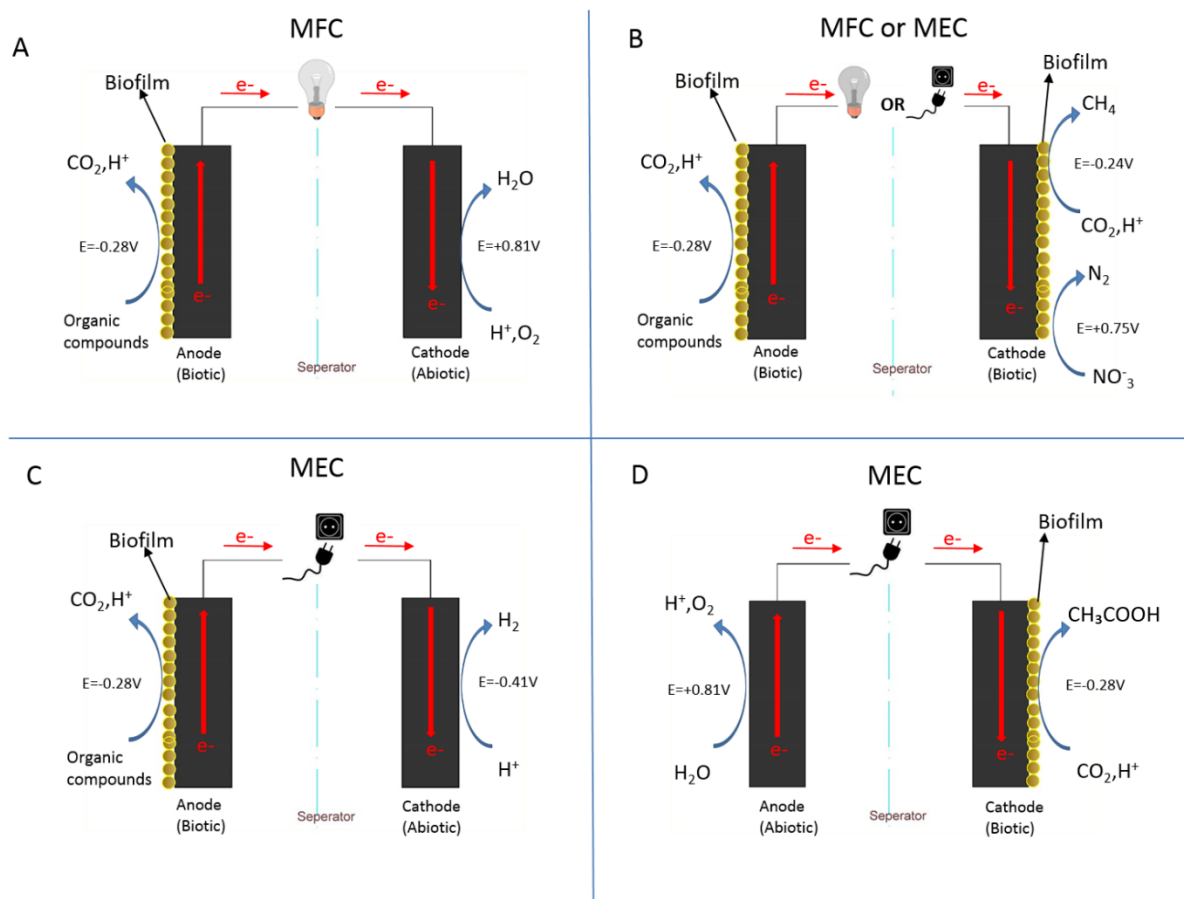 A
MFC
Biofilm
e-
e-
CO₂,H⁺
E=-0.28V
Organic
compounds
e-
Anode
(Biotic)
Seperator
e-
Cathode
(Abiotic)
H₂O
E=+0.81V
H⁺,O₂
B
MFC or MEC
Biofilm
e-
OR
e-
Biofilm
CO₂,H⁺
E=-0.28V
Organic
compounds
e-
Anode
(Biotic)
Seperator
e-
Cathode
(Biotic)
CH₄
E=-0.24V
CO₂,H⁺
N₂
E=+0.75V
NO⁻₃
C
MEC
Biofilm
e-
e-
CO₂,H⁺
E=-0.28V
Organic
compounds
e-
Anode
(Biotic)
Seperator
e-
Cathode
(Abiotic)
H₂
E=-0.41V
H⁺
D
MEC
e-
e-
Biofilm
H⁺,O₂
E=+0.81V
H₂O
e-
Anode
(Abiotic)
Seperator
e-
Cathode
(Biotic)
CH₃COOH
E=-0.28V
CO₂,H⁺